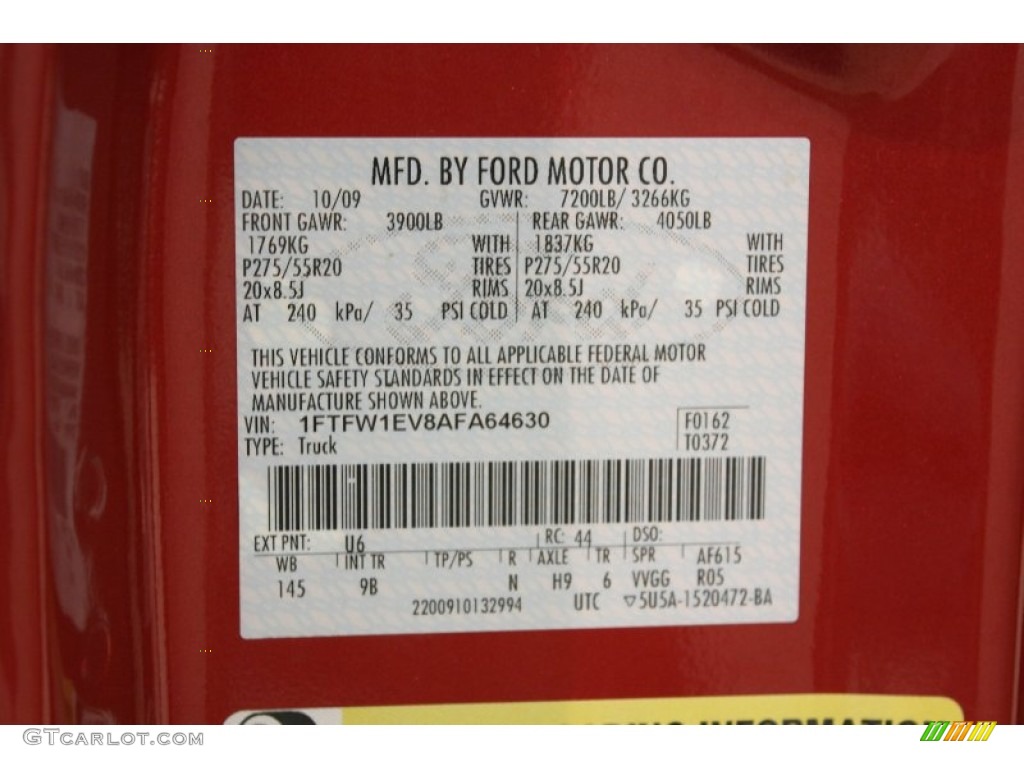 MFD. BY FORD MOTOR CO.
DATE: 10/09 GVWR: 7200LB/ 3266KG
FRONT GAWR: 3900LB REAR GAWR: 4050LB
1769KG WITH 1837KG WITH
P275/55R20 TIRES P275/55R20 TIRES
20x8.5J RIMS 20x8.5J RIMS
AT 240 kPa/ 35 PSI COLD AT 240 kPa/ 35 PSI COLD
THIS VEHICLE CONFORMS TO ALL APPLICABLE FEDERAL MOTOR
VEHICLE SAFETY STANDARDS IN EFFECT ON THE DATE OF
MANUFACTURE SHOWN ABOVE.
VIN: 1FTFW1EV8AFA64630 F0162
TYPE: Truck T0372
EXT PNT: U6 RC: 44 DSO:
WB INT TR TP/PS R AXLE TR SPR AF615
145 9B N H9 6 VVGG R05
2200910132994 UTC ▽5U5A-1520472-BA
INFORMATION
GTCarLot.com